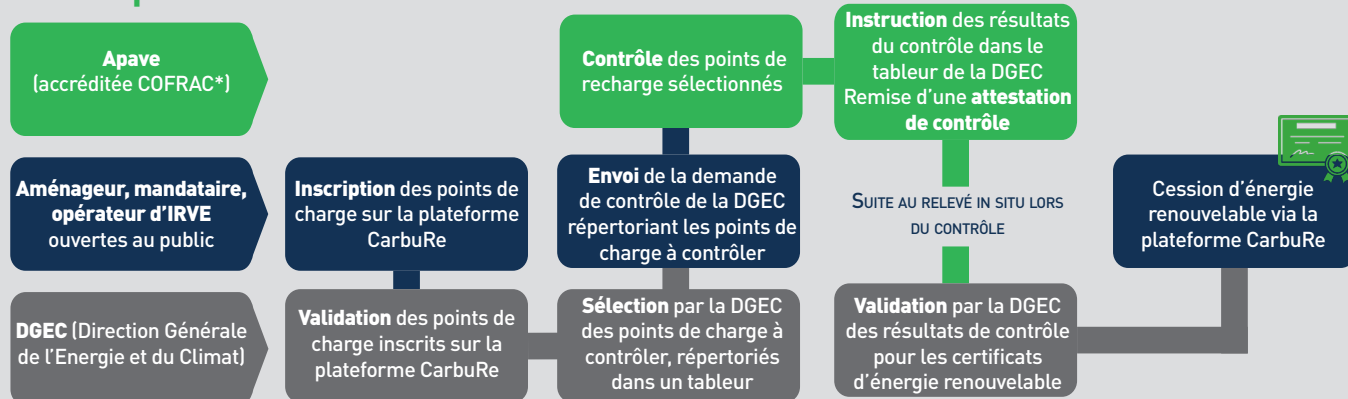 Apave
(accréditée COFRAC*)
Contrôle des points de
recharge sélectionnés
Instruction des résultats
du contrôle dans le
tableur de la DGEC
Remise d'une attestation
de contrôle
Aménageur, mandataire,
opérateur d'IRVE
ouvertes au public
Inscription des points de
charge sur la plateforme
CarbuRe
Envoi de la demande
de contrôle de la DGEC
répertoriant les points de
charge à contrôler
SUITE AU RELEVÉ IN SITU LORS
DU CONTRÔLE
Cession d'énergie
renouvelable via la
plateforme CarbuRe
DGEC (Direction Générale
de l'Energie et du Climat)
Validation des points de
charge inscrits sur la
plateforme CarbuRe
Sélection par la DGEC
des points de charge à
contrôler, répertoriés
dans un tableur
Validation par la DGEC
des résultats de contrôle
pour les certificats
d'énergie renouvelable